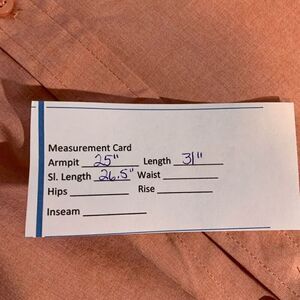 Measurement Card
Armpit 25" Length 31"
Sl. Length 26.5" Waist
Hips Rise
Inseam